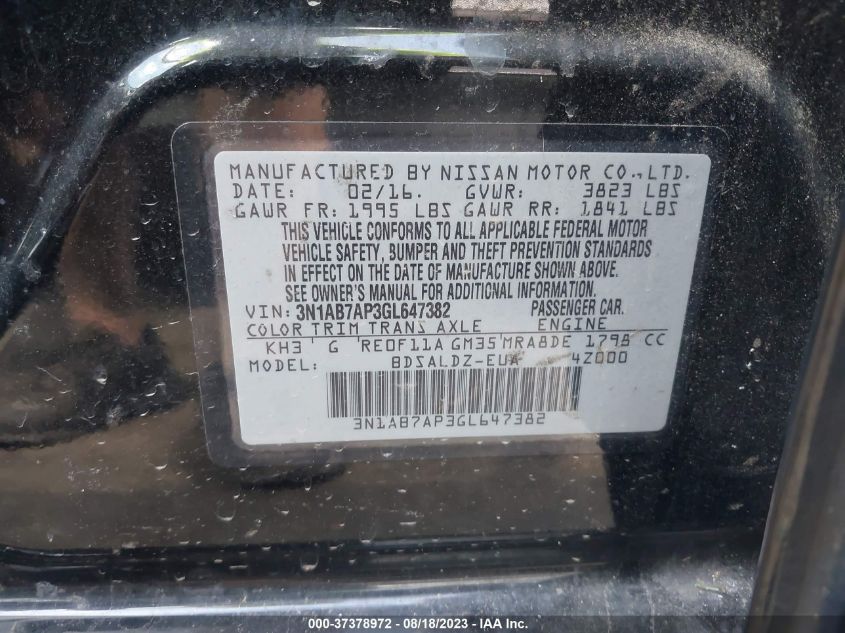 MANUFACTURED BY NISSAN MOTOR CO.,LTD.
DATE: 02/16. GVWR: 3823 LBS
GAWR FR: 1995 LBS GAWR RR: 1841 LBS
THIS VEHICLE CONFORMS TO ALL APPLICABLE FEDERAL MOTOR
VEHICLE SAFETY, BUMPER AND THEFT PREVENTION STANDARDS
IN EFFECT ON THE DATE OF MANUFACTURE SHOWN ABOVE.
SEE OWNER'S MANUAL FOR ADDITIONAL INFORMATION.
VIN: 3N1AB7AP3GL647382 PASSENGER CAR.
COLOR TRIM TRANS AXLE ENGINE
KH3 G RE0F11A GM35 MRA8DE 1798 CC
MODEL: BDSALDZ-EUA 4Z000
3N1AB7AP3GL647382
000-37378972 - 08/18/2023 - IAA Inc.